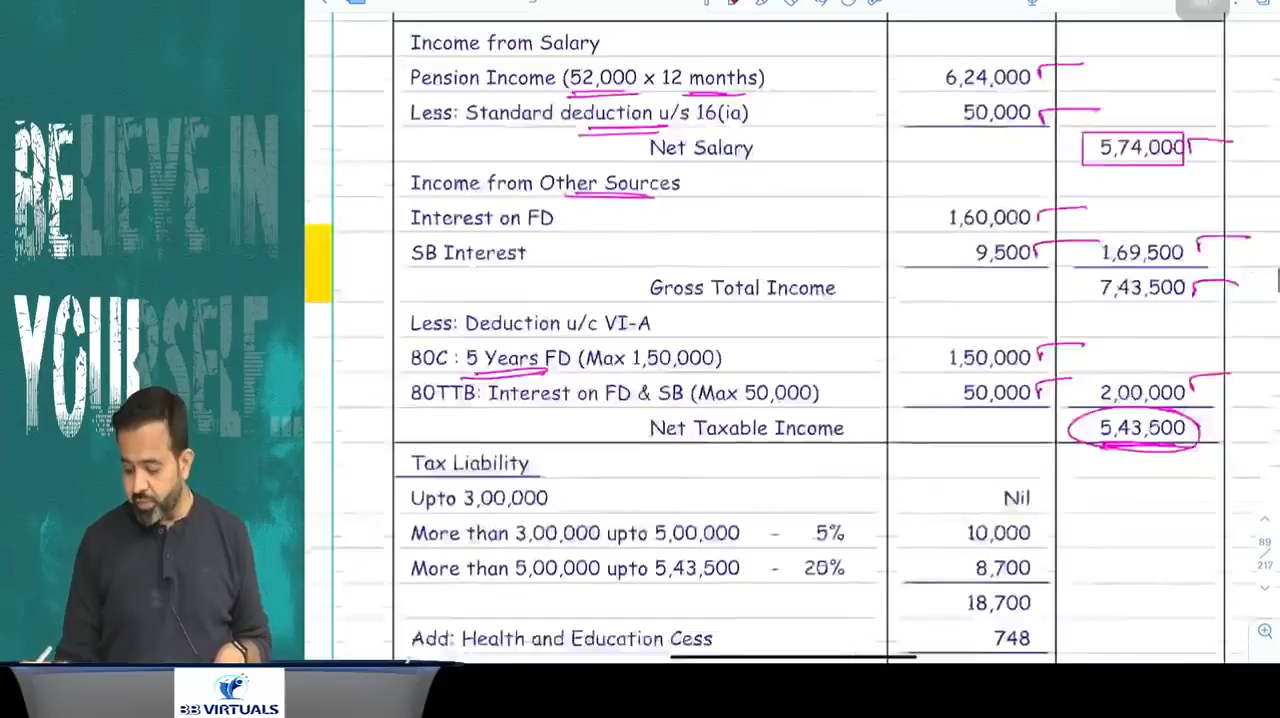 BELIEVE IN
YOURSELF...
Income from Salary
Pension Income (52,000 x 12 months) 6,24,000
Less: Standard deduction u/s 16(ia) 50,000
Net Salary 5,74,000
Income from Other Sources
Interest on FD 1,60,000
SB Interest 9,500 1,69,500
Gross Total Income 7,43,500
Less: Deduction u/c VI-A
80C : 5 Years FD (Max 1,50,000) 1,50,000
80TTB: Interest on FD & SB (Max 50,000) 50,000 2,00,000
Net Taxable Income 5,43,500
Tax Liability
Upto 3,00,000 Nil
More than 3,00,000 upto 5,00,000 - 5% 10,000
More than 5,00,000 upto 5,43,500 - 20% 8,700
18,700
Add: Health and Education Cess 748
89
217
BB VIRTUALS